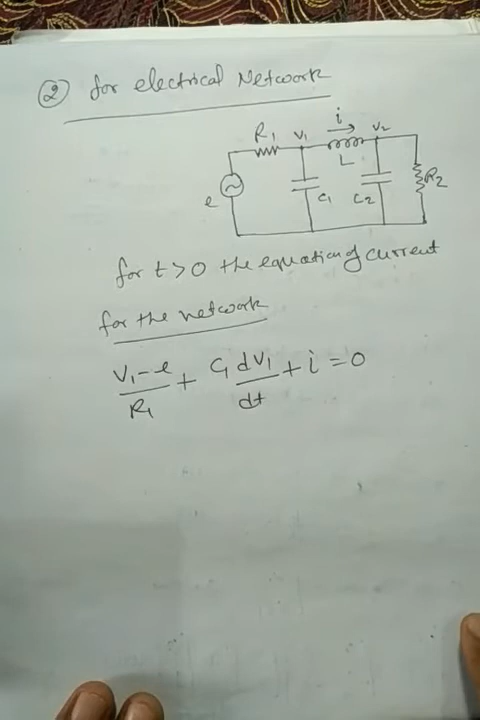 ② for electrical Network
R1 V1 i V2
L
e C1 C2 R2
for t>0 the equation of current
for the network
V1-e/R1 + C1 dV1/dt + i = 0